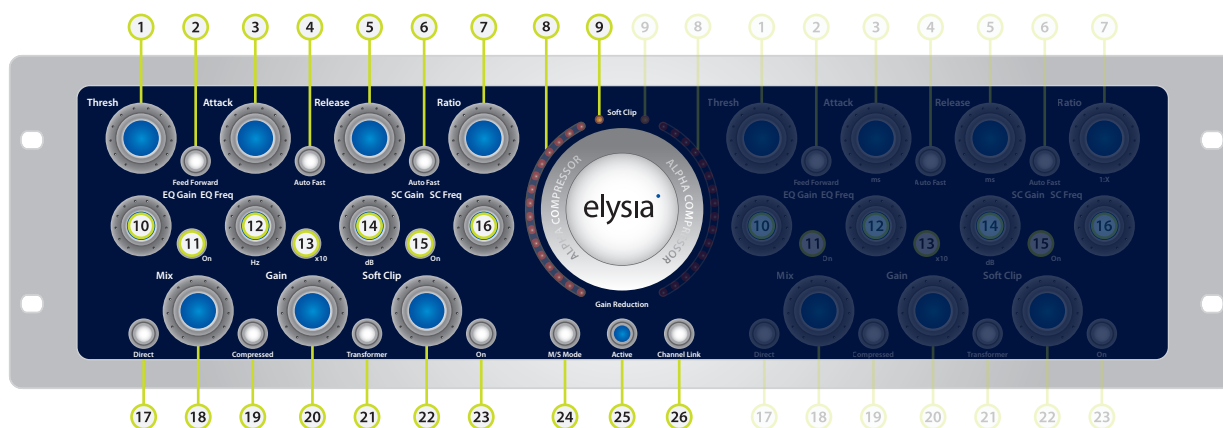 1 2 3 4 5 6 7 8 9 9 8 1 2 3 4 5 6 7
Soft Clip
Thresh Attack Release Ratio Thresh Attack Release Ratio
Feed Forward Auto Fast Auto Fast Feed Forward ms Auto Fast ms Auto Fast 1:X
ALPHA COMPRESSOR ALPHA COMPRESSOR
elysia
EQ Gain EQ Freq SC Gain SC Freq EQ Gain EQ Freq SC Gain SC Freq
10 12 14 16 10 12 14 16
11 13 15 11 13 15
On Hz x10 dB On On Hz x10 dB On
Mix Gain Soft Clip Mix Gain Soft Clip
Gain Reduction
Direct Compressed Transformer On M/S Mode Active Channel Link Direct Compressed Transformer On
17 18 19 20 21 22 23 24 25 26 17 18 19 20 21 22 23